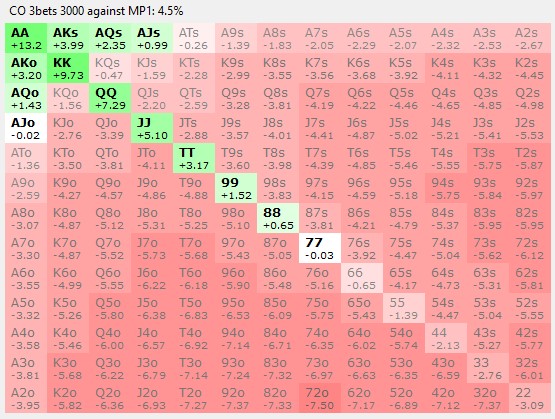 CO 3bets 3000 against MP1: 4.5%
AA AKs AQs AJs ATs A9s A8s A7s A6s A5s A4s A3s A2s
+13.2 +3.99 +2.35 +0.99 -0.26 -1.39 -1.83 -2.05 -2.29 -2.07 -2.32 -2.53 -2.67
AKo KK KQs KJs KTs K9s K8s K7s K6s K5s K4s K3s K2s
+3.20 +9.73 -0.47 -1.59 -2.28 -2.99 -3.55 -3.56 -3.68 -3.92 -4.11 -4.32 -4.45
AQo KQo QQ QJs QTs Q9s Q8s Q7s Q6s Q5s Q4s Q3s Q2s
+1.43 -1.56 +7.29 -2.20 -2.59 -3.28 -3.81 -4.19 -4.22 -4.46 -4.65 -4.85 -4.98
AJo KJo QJo JJ JTs J9s J8s J7s J6s J5s J4s J3s J2s
-0.02 -2.76 -3.39 +5.10 -2.88 -3.57 -4.01 -4.41 -4.87 -5.02 -5.21 -5.41 -5.53
ATo KTo QTo JTo TT T9s T8s T7s T6s T5s T4s T3s T2s
-1.36 -3.50 -3.81 -4.11 +3.17 -3.60 -3.98 -4.39 -4.85 -5.46 -5.55 -5.75 -5.87
A9o K9o Q9o J9o T9o 99 98s 97s 96s 95s 94s 93s 92s
-2.59 -4.27 -4.57 -4.86 -4.88 +1.52 -3.83 -4.15 -4.59 -5.18 -5.75 -5.84 -5.97
A8o K8o Q8o J8o T8o 98o 88 87s 86s 85s 84s 83s 82s
-3.07 -4.87 -5.12 -5.31 -5.25 -5.10 +0.65 -3.81 -4.21 -4.79 -5.37 -5.95 -5.95
A7o K7o Q7o J7o T7o 97o 87o 77 76s 75s 74s 73s 72s
-3.30 -4.87 -5.52 -5.73 -5.68 -5.43 -5.05 -0.03 -3.92 -4.47 -5.04 -5.62 -6.12
A6o K6o Q6o J6o T6o 96o 86o 76o 66 65s 64s 63s 62s
-3.55 -4.99 -5.55 -6.22 -6.18 -5.90 -5.48 -5.16 -0.65 -4.17 -4.73 -5.31 -5.81
A5o K5o Q5o J5o T5o 95o 85o 75o 65o 55 54s 53s 52s
-3.32 -5.26 -5.80 -6.38 -6.83 -6.53 -6.09 -5.75 -5.43 -1.39 -4.47 -5.04 -5.55
A4o K4o Q4o J4o T4o 94o 84o 74o 64o 54o 44 43s 42s
-3.58 -5.46 -6.00 -6.57 -6.92 -7.14 -6.71 -6.35 -6.02 -5.74 -2.13 -5.27 -5.77
A3o K3o Q3o J3o T3o 93o 83o 73o 63o 53o 43o 33 32s
-3.81 -5.68 -6.22 -6.79 -7.14 -7.24 -7.32 -6.97 -6.63 -6.35 -6.59 -2.76 -6.01
A2o K2o Q2o J2o T2o 92o 82o 72o 62o 52o 42o 32o 22
-3.95 -5.82 -6.36 -6.93 -7.27 -7.37 -7.32 -7.50 -7.17 -6.89 -7.12 -7.37 -3.09